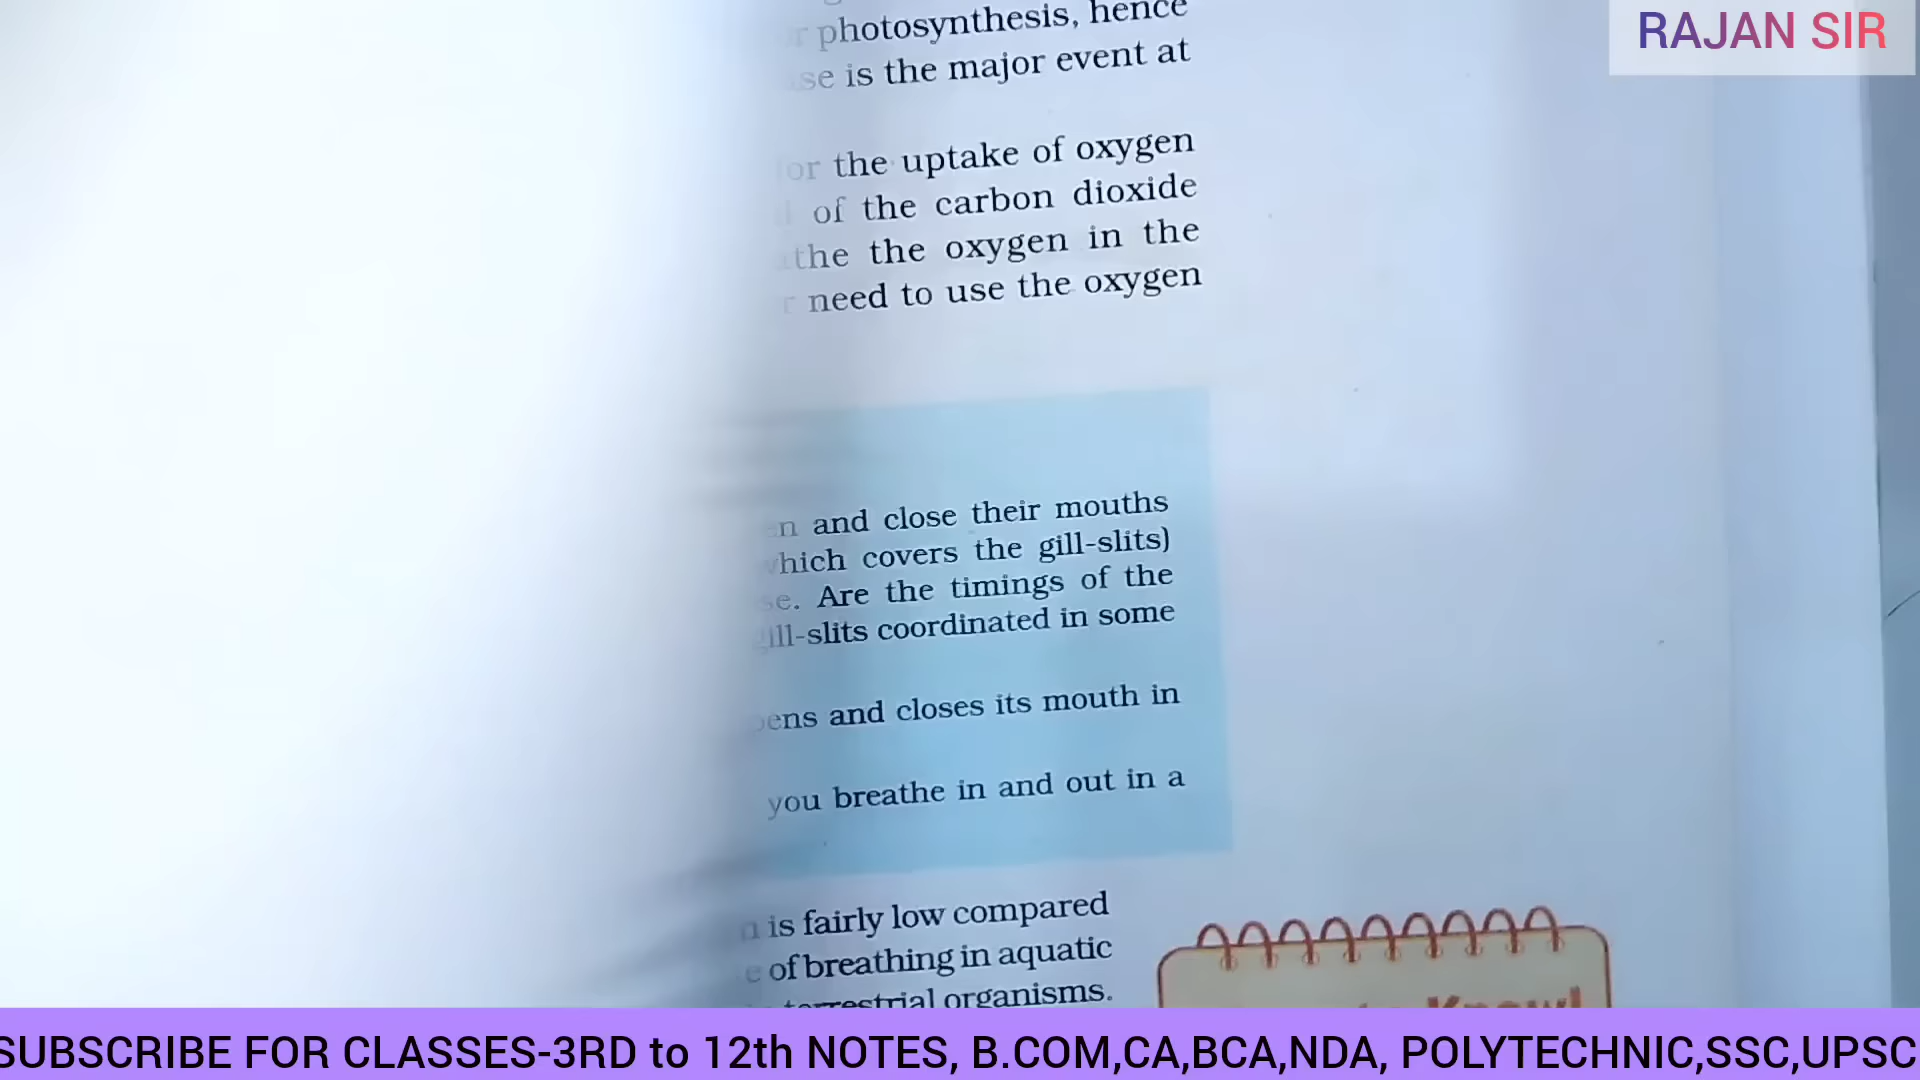 RAJAN SIR
photosynthesis, hence
is the major event at
the uptake of oxygen
of the carbon dioxide
the oxygen in the
need to use the oxygen
and close their mouths
covers the gill-slits)
Are the timings of the
gill-slits coordinated in some
and closes its mouth in
you breathe in and out in a
is fairly low compared
of breathing in aquatic
terrestrial organisms.
SUBSCRIBE FOR CLASSES-3RD to 12th NOTES, B.COM,CA,BCA,NDA, POLYTECHNIC,SSC,UPSC